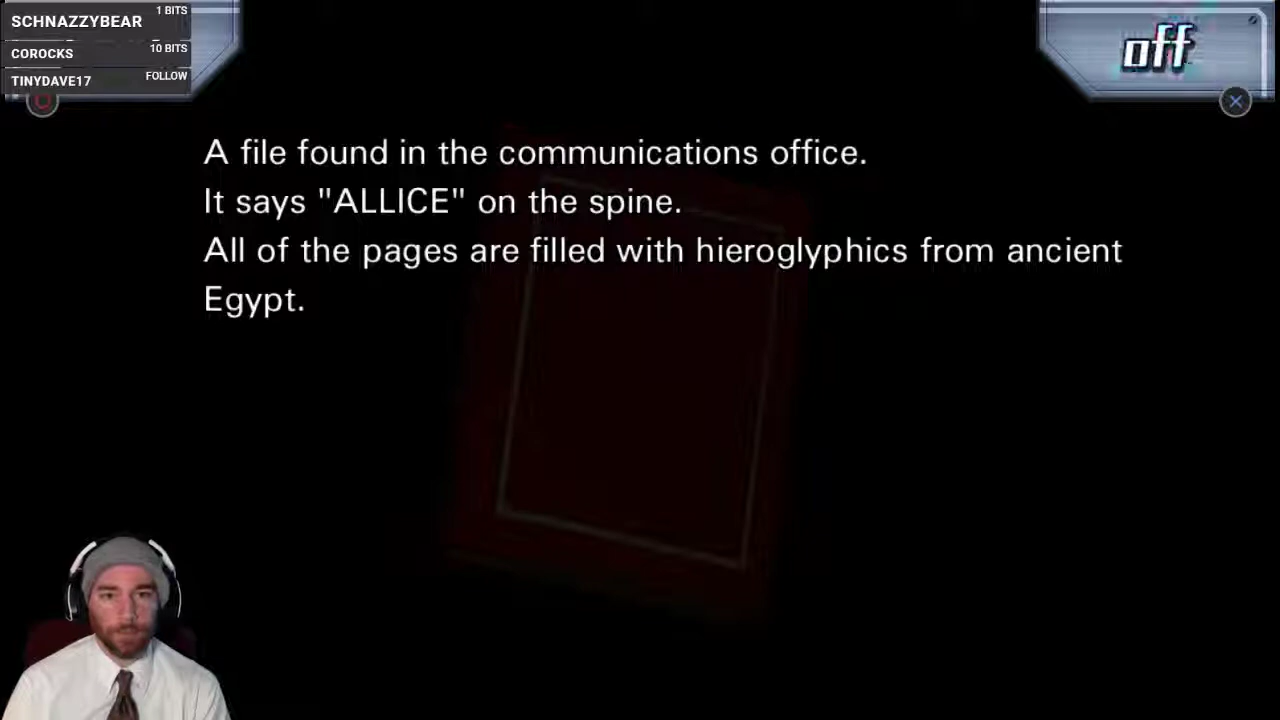 SCHNAZZYBEAR 1 BITS
COROCKS 10 BITS
TINYDAVE17 FOLLOW
off
A file found in the communications office.
It says "ALLICE" on the spine.
All of the pages are filled with hieroglyphics from ancient
Egypt.